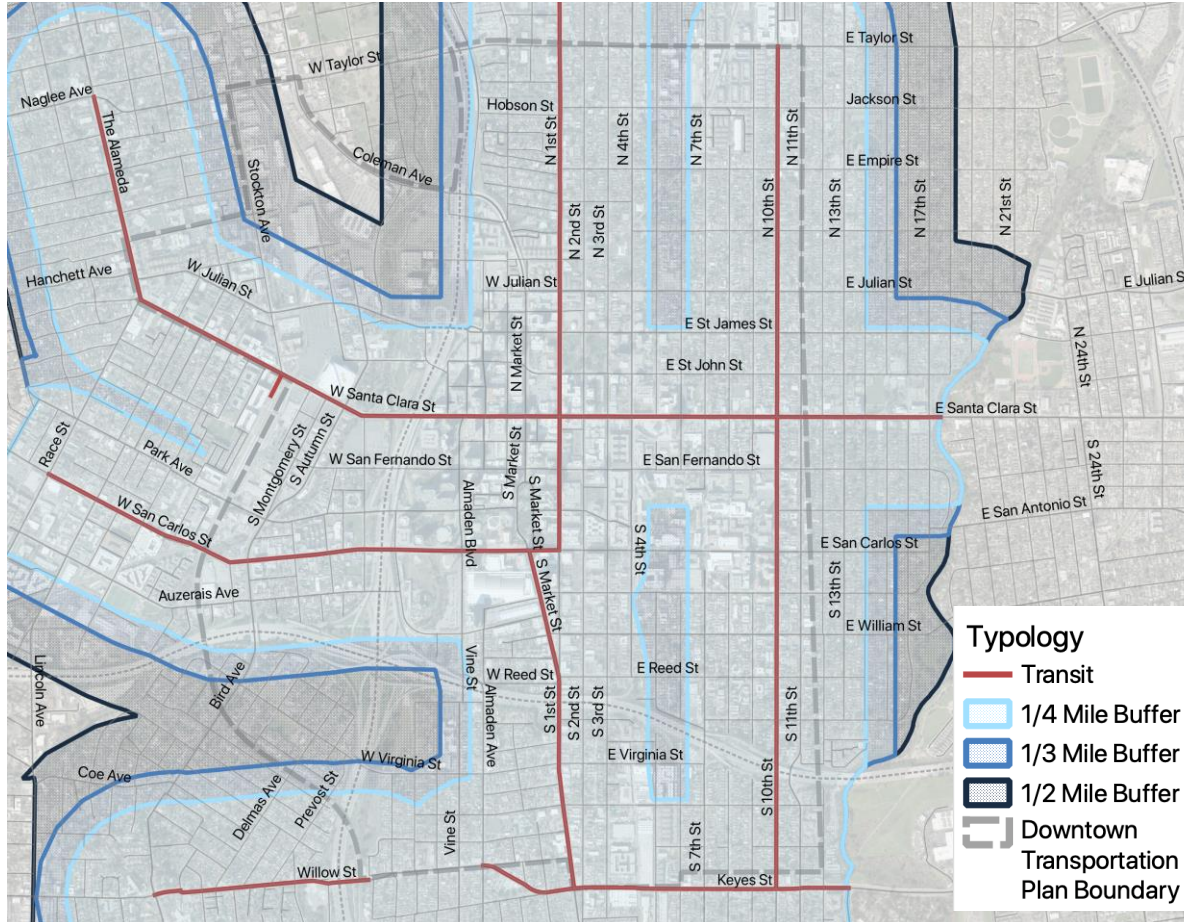 E Taylor St
W Taylor St
Naglee Ave
Jackson St
Hobson St
The Alameda
N 1st St
N 4th St
N 7th St
N 11th St
Coleman Ave
E Empire St
Stockton Ave
N 10th St
N 13th St
N 17th St
N 21st St
N 2nd St
N 3rd St
Hanchett Ave
W Julian St
W Julian St
E Julian St
E Julian S
N Market St
E St James St
N 24th St
E St John St
W Santa Clara St
E Santa Clara St
Race St
Park Ave
S Montgomery St
S Autumn St
W San Fernando St
S Market St
E San Fernando St
S 24th St
W San Carlos St
Almaden Blvd
S Market St
E San Antonio St
S 4th St
E San Carlos St
S Market St
Auzerais Ave
S 13th St
E William St
Lincoln Ave
Bird Ave
Vine St
W Reed St
E Reed St
Almaden Ave
S 1st St
S 2nd St
S 3rd St
S 11th St
W Virginia St
E Virginia St
Coe Ave
Delmas Ave
Prevost St
S 10th St
Vine St
S 7th St
Willow St
Keyes St
Typology
Transit
1/4 Mile Buffer
1/3 Mile Buffer
1/2 Mile Buffer
Downtown
Transportation
Plan Boundary